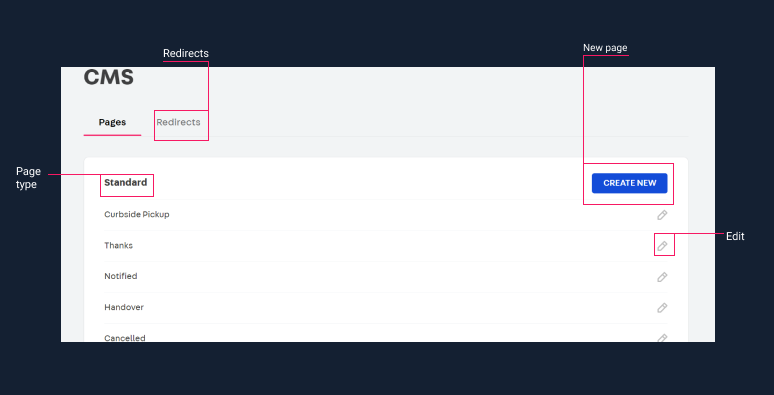 Redirects
New page
CMS
Pages
Redirects
Page
type
Standard
CREATE NEW
Curbside Pickup
Thanks
Edit
Notified
Handover
Cancelled